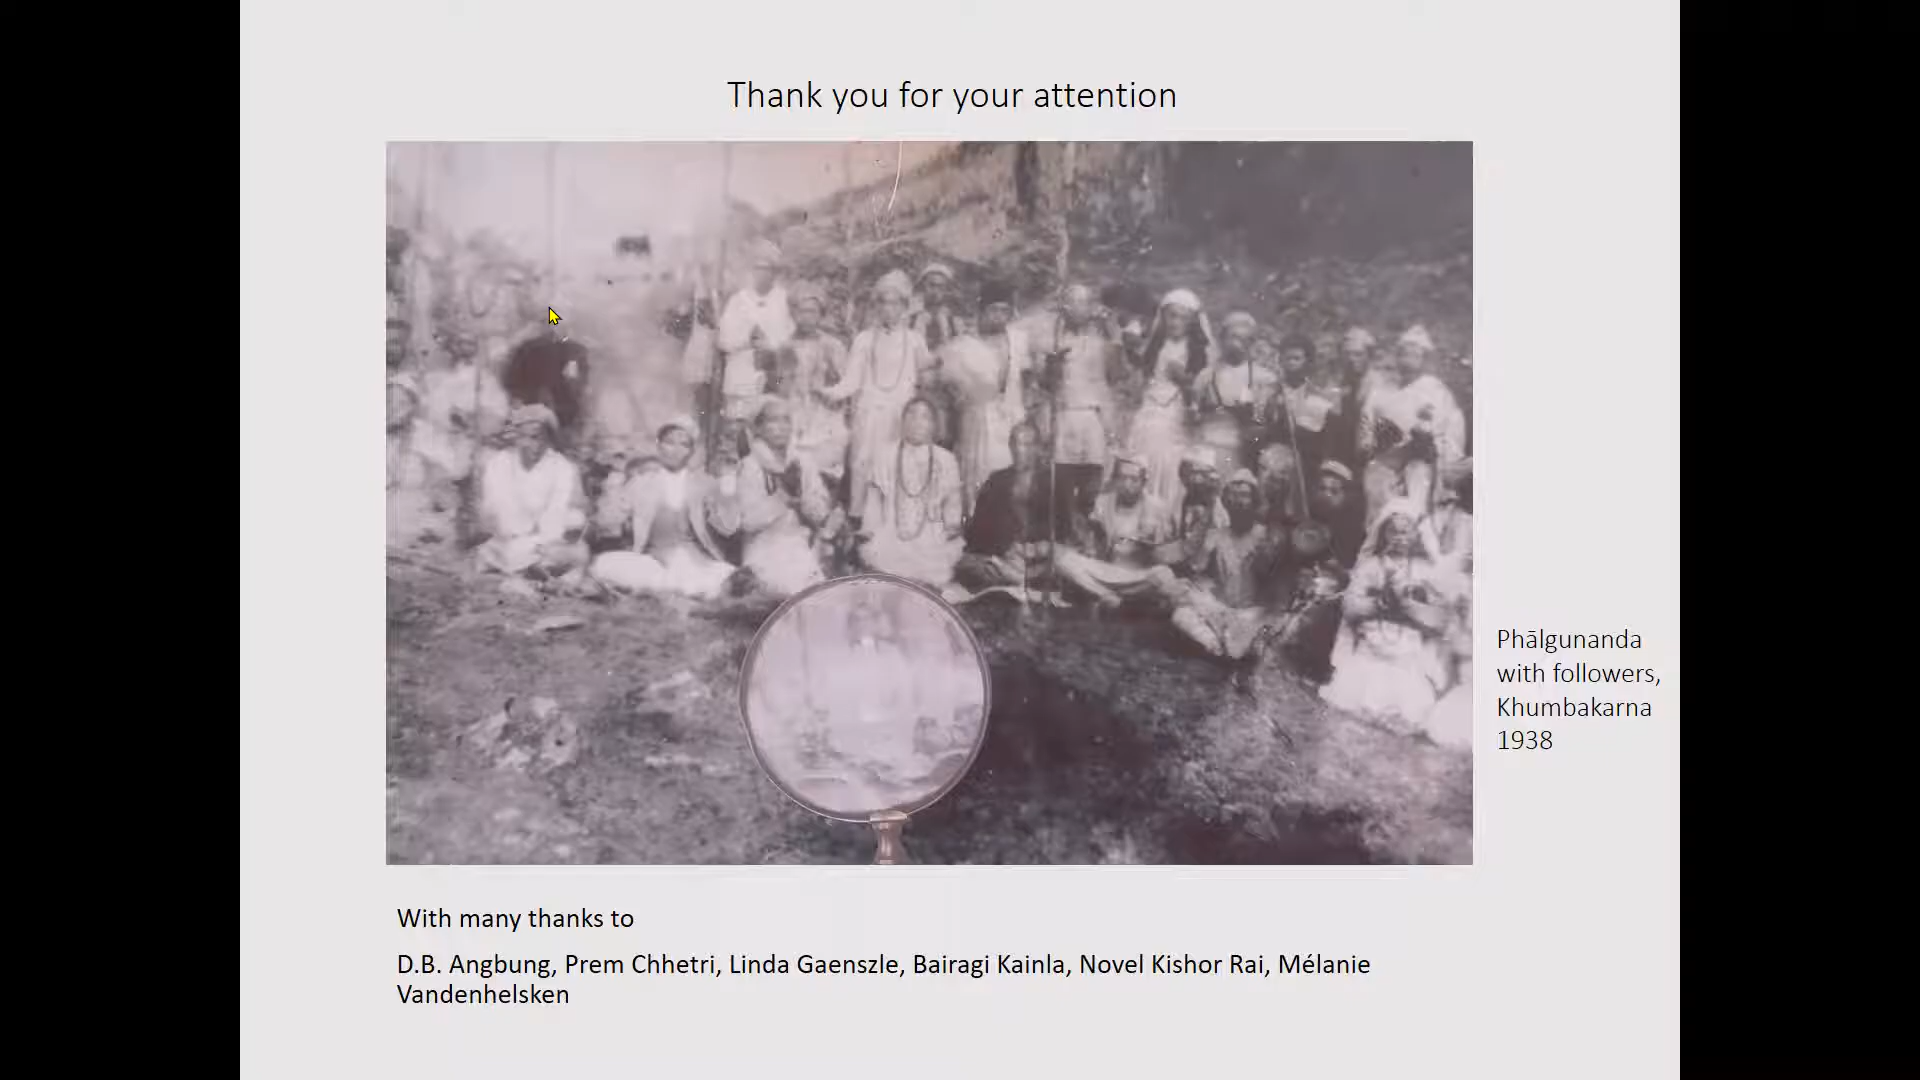 Thank you for your attention
Phālgunanda
with followers,
Khumbakarna
1938
With many thanks to
D.B. Angbung, Prem Chhetri, Linda Gaenszle, Bairagi Kainla, Novel Kishor Rai, Mélanie
Vandenhelsken